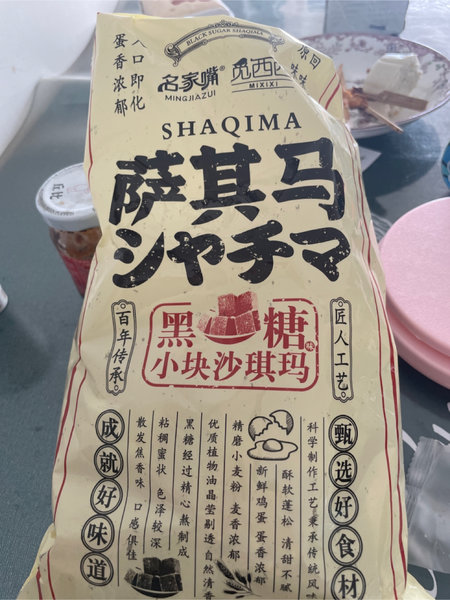 BLACK SUGAR SHAQIMA
入口即化
蛋香浓郁
名家嘴
MINGJIAZUI
觅西
MIXIXI
原
回
味
SHAQIMA
萨其马
シャチマ
百年传承
黑糖
味
小块沙琪玛
匠人工艺
甄选好食材
科学制作工艺秉承传统风味
酥软蓬松 清甜不腻
新鲜鸡蛋蛋香浓郁
精磨小麦粉 麦香浓郁
优质植物油晶莹剔透自然清香
黑糖经过精心熬制成
粘稠蜜状 色泽较深
散发焦香味 口感俱佳
成就好味道